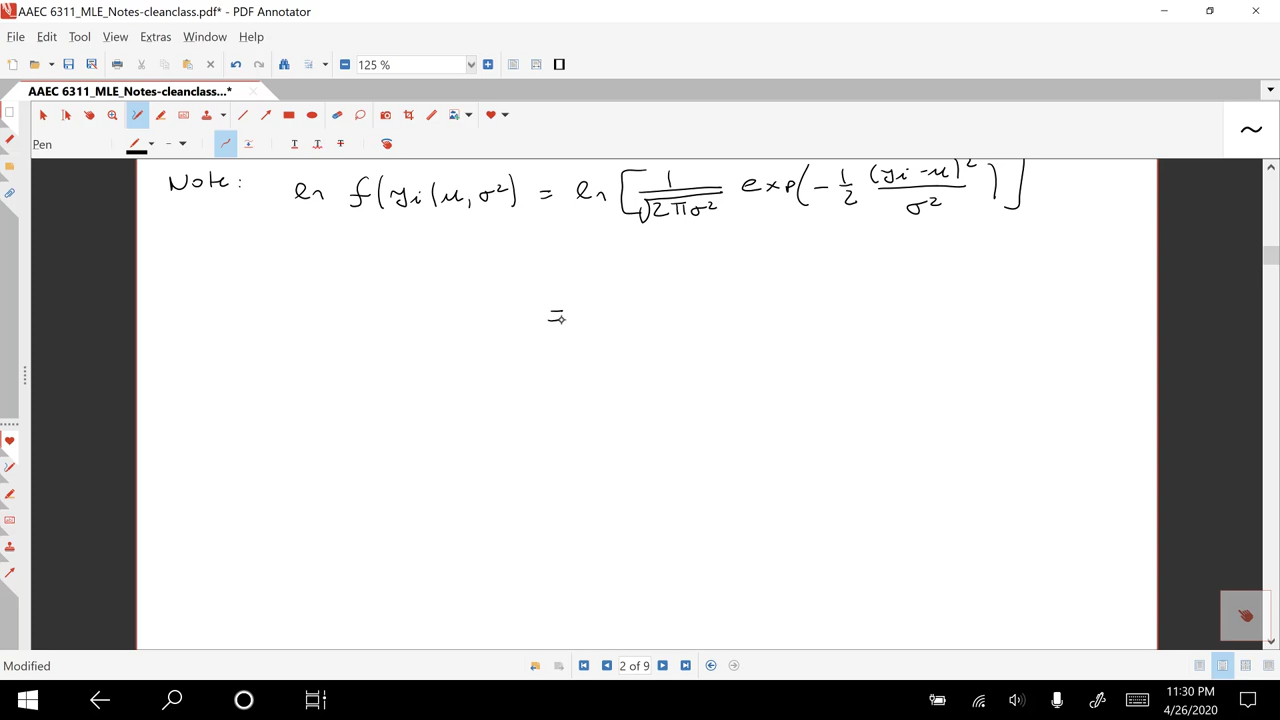 AAEC 6311_MLE_Notes-cleanclass.pdf* - PDF Annotator
File Edit Tool View Extras Window Help
125 %
AAEC 6311_MLE_Notes-cleanclass...*
Pen
Note: ln f(yi|μ, σ²) = ln[1/√2πσ² exp(-1/2 (yi-μ)²/σ²)]
=
Modified
2 of 9
11:30 PM
4/26/2020